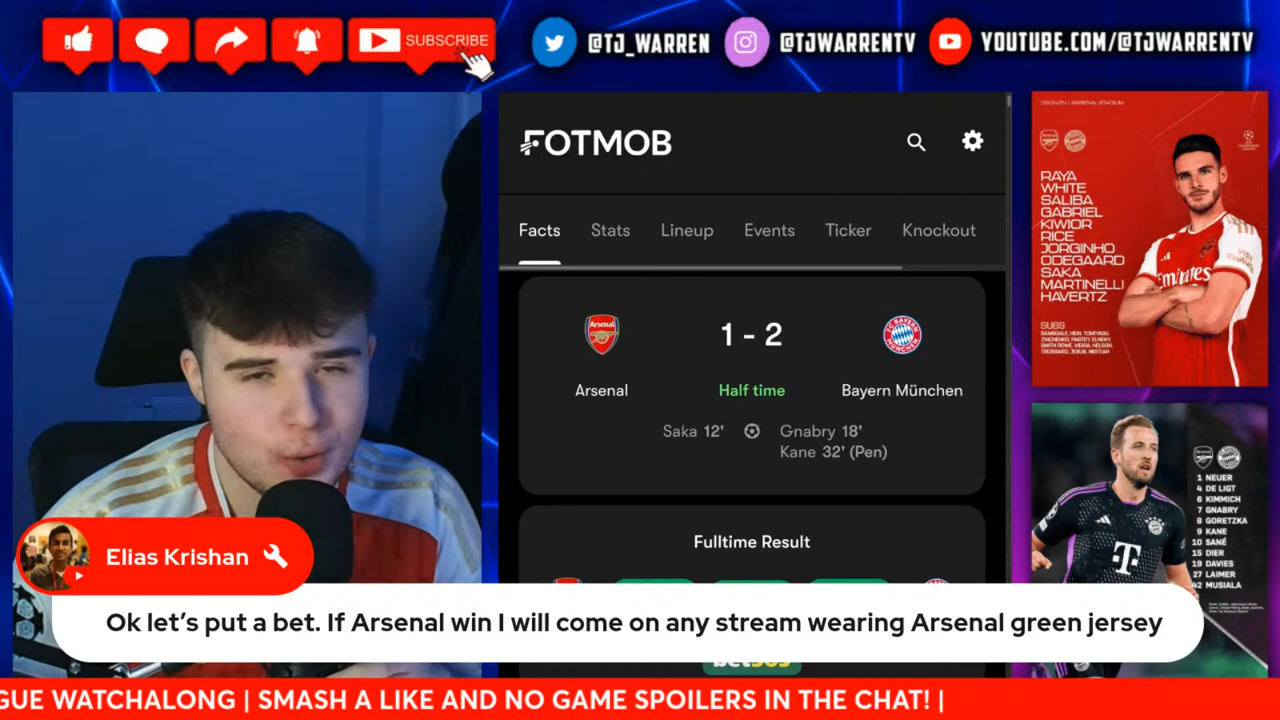 SUBSCRIBE
@TJ_WARREN
@TJWARRENTV
YOUTUBE.COM/@TJWARRENTV
FOTMOB
Facts Stats Lineup Events Ticker Knockout
Arsenal
1 - 2
Arsenal
Half time
Bayern München
Saka 12'
Gnabry 18'
Kane 32' (Pen)
Fulltime Result
bet365
RAYA
WHITE
SALIBA
GABRIEL
KIWIOR
RICE
JORGINHO
ODEGAARD
SAKA
MARTINELLI
HAVERTZ
SUBS:
Emirates
1 NEUER
4 DE LIGT
6 KIMMICH
7 GNABRY
8 GORETZKA
9 KANE
10 SANÉ
15 DIER
19 DAVIES
27 LAIMER
42 MUSIALA
T
Elias Krishan
Ok let's put a bet. If Arsenal win I will come on any stream wearing Arsenal green jersey
GUE WATCHALONG | SMASH A LIKE AND NO GAME SPOILERS IN THE CHAT! |